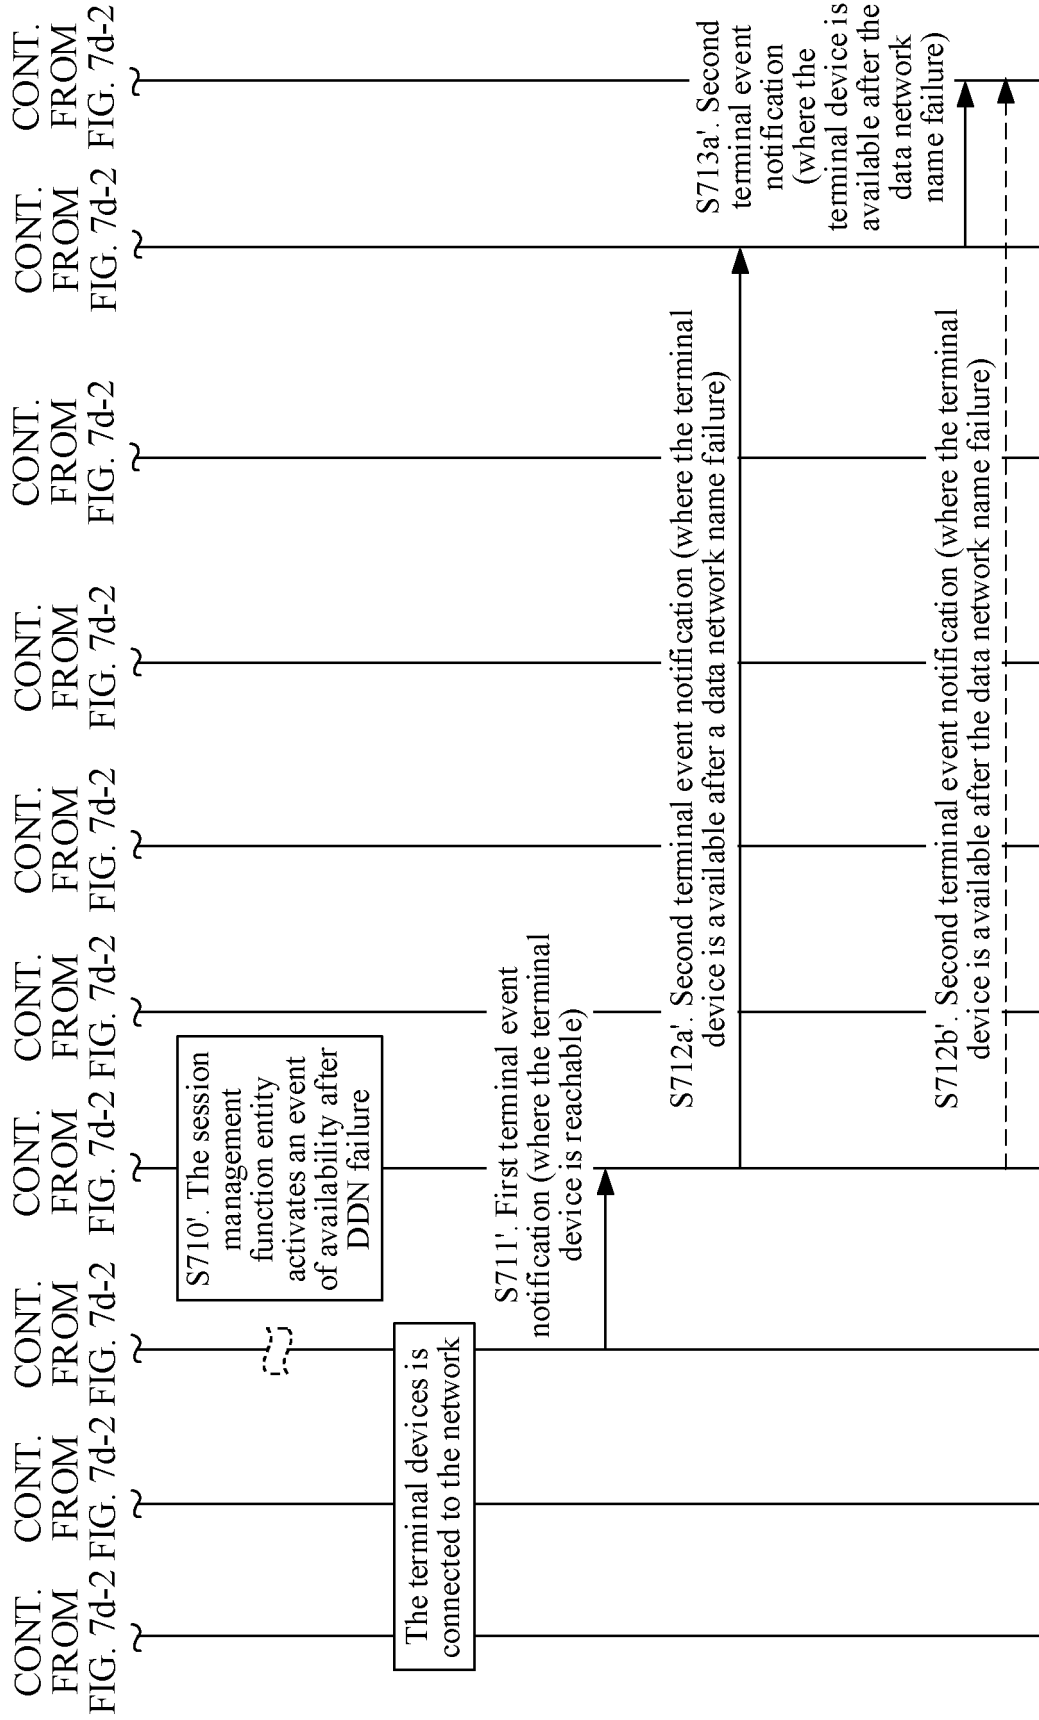 CONT.
FROM
FIG. 7d-2
CONT.
FROM
FIG. 7d-2
CONT.
FROM
FIG. 7d-2
CONT.
FROM
FIG. 7d-2
CONT.
FROM
FIG. 7d-2
CONT.
FROM
FIG. 7d-2
CONT.
FROM
FIG. 7d-2
CONT.
FROM
FIG. 7d-2
CONT.
FROM
FIG. 7d-2
CONT.
FROM
FIG. 7d-2
S710'. The session
management
function entity
activates an event
of availability after
DDN failure
The terminal devices is
connected to the network
S711'. First terminal event
notification (where the terminal
device is reachable)
S712a'. Second terminal event notification (where the terminal
device is available after a data network name failure)
S713a'. Second
terminal event
notification
(where the
terminal device is
available after the
data network
name failure)
S712b'. Second terminal event notification (where the terminal
device is available after the data network name failure)